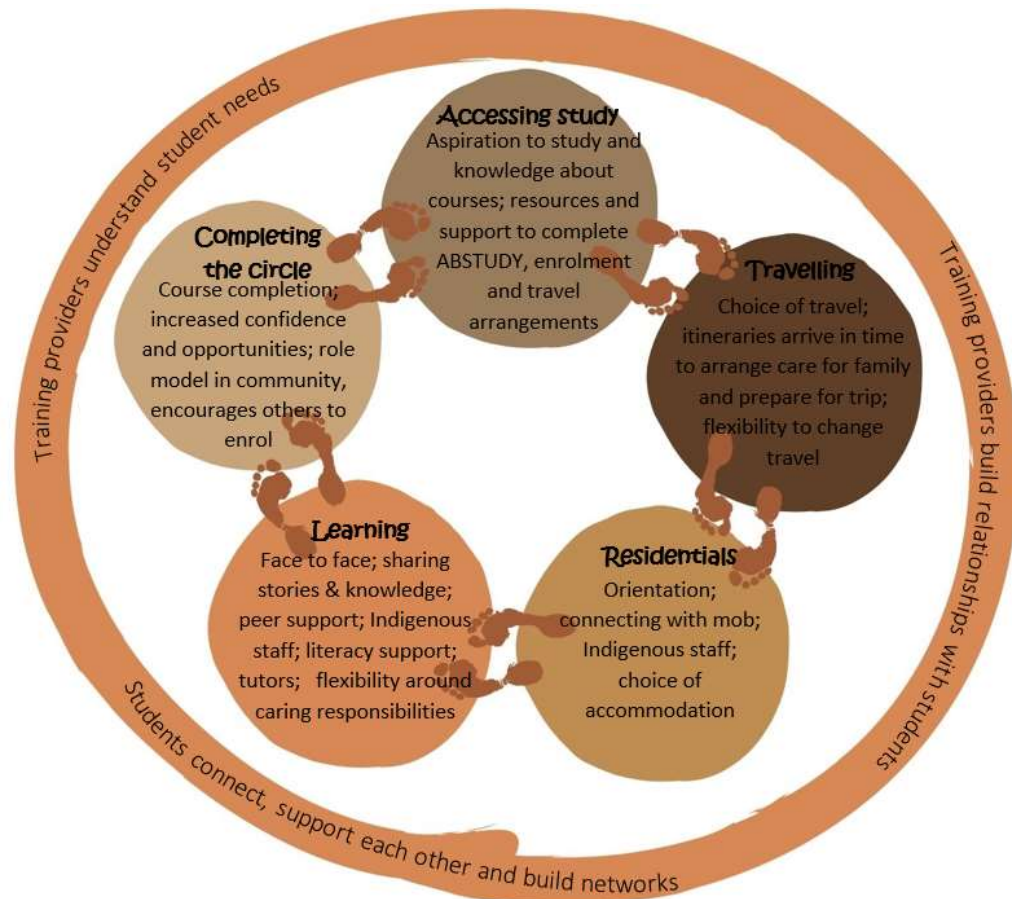 Training providers understand student needs
Accessing study
Aspiration to study and
knowledge about
courses; resources and
support to complete
ABSTUDY, enrolment
and travel
arrangements
Travelling
Choice of travel;
itineraries arrive in time
to arrange care for family
and prepare for trip;
flexibility to change
travel
Training providers build relationships with students
Residentials
Orientation;
connecting with mob;
Indigenous staff;
choice of
accommodation
Learning
Face to face; sharing
stories & knowledge;
peer support; Indigenous
staff; literacy support;
tutors; flexibility around
caring responsibilities
Completing
the circle
Course completion;
increased confidence
and opportunities; role
model in community,
encourages others to
enrol
Students connect, support each other and build networks